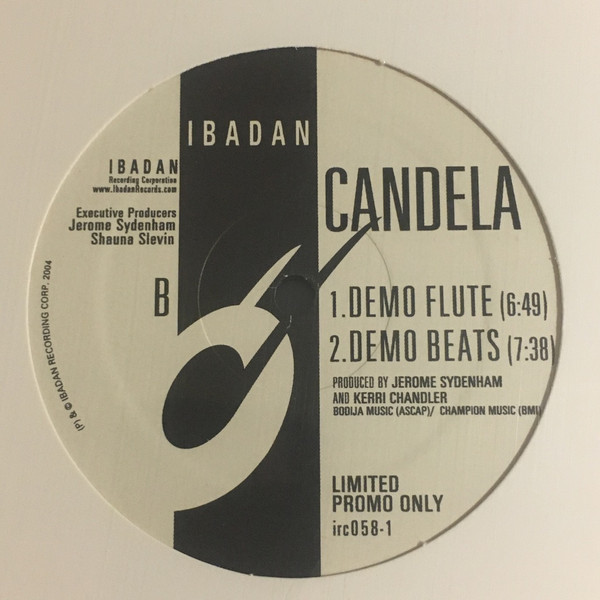 IBADAN
IBADAN
Recording Corporation
www.IbadanRecords.com
Executive Producers
Jerome Sydenham
Shauna Slevin
B
CANDELA
1.DEMO FLUTE (6:49)
2.DEMO BEATS (7:38)
PRODUCED BY JEROME SYDENHAM
AND KERRI CHANDLER
BODIJA MUSIC (ASCAP)/ CHAMPION MUSIC (BMI)
LIMITED
PROMO ONLY
irc058-1
(P) & © IBADAN RECORDING CORP. 2004